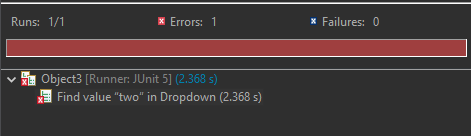 Runs: 1/1 Errors: 1 Failures: 0
Object3 [Runner: JUnit 5] (2.368 s)
Find value “two” in Dropdown (2.368 s)